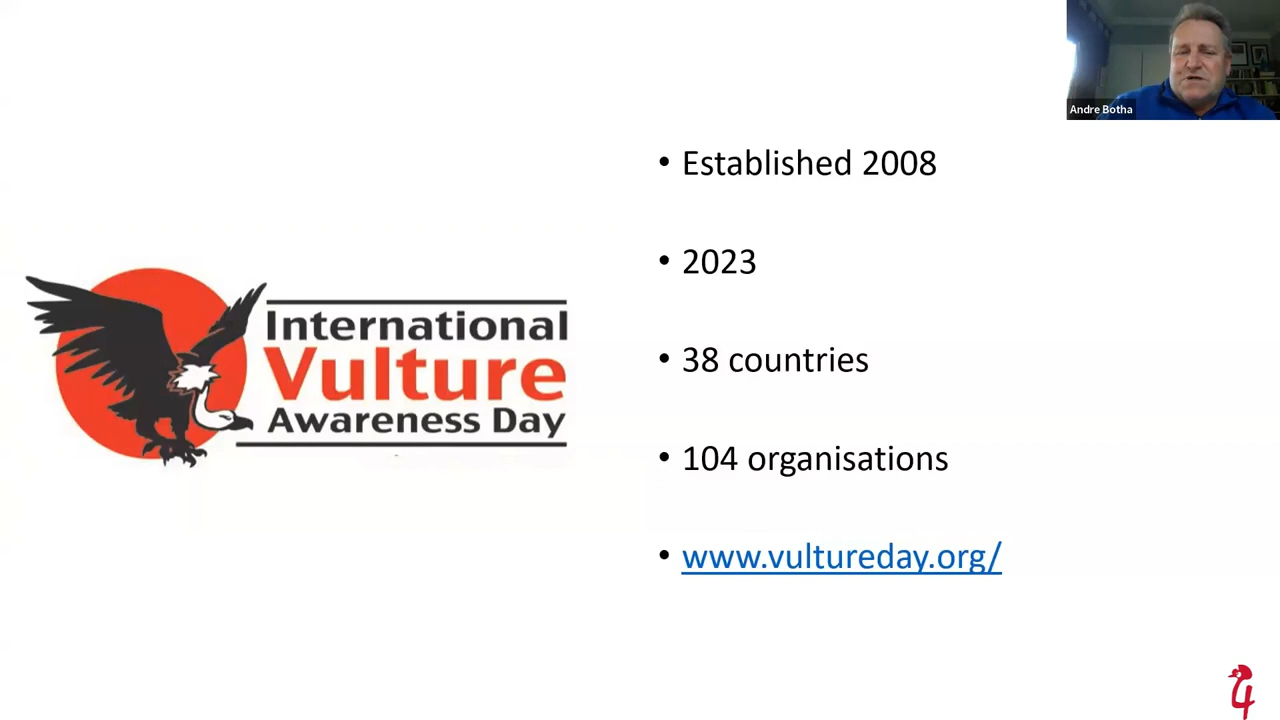 Andre Botha
• Established 2008
• 2023
International
Vulture
Awareness Day
• 38 countries
• 104 organisations
• www.vultureday.org/